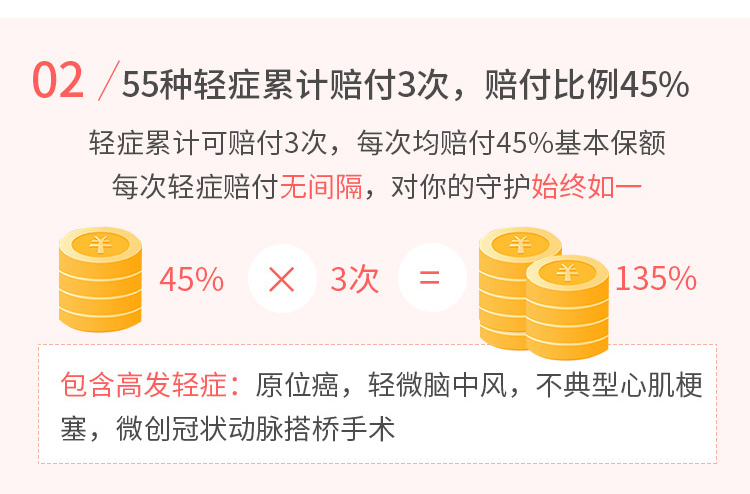 02 / 55种轻症累计赔付3次，赔付比例45%
轻症累计可赔付3次，每次均赔付45%基本保额
每次轻症赔付无间隔，对你的守护始终如一
¥ 45% × 3次 = ¥ ¥ 135%
包含高发轻症：原位癌，轻微脑中风，不典型心肌梗
塞，微创冠状动脉搭桥手术